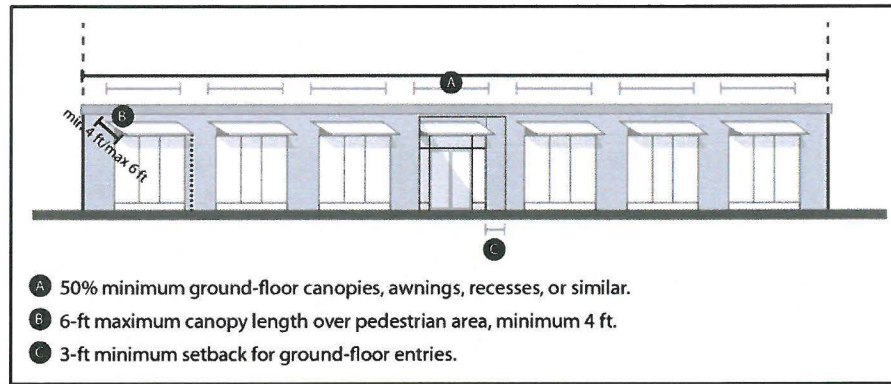 A
B
min. 4 ft/max 6 ft
C
A 50% minimum ground-floor canopies, awnings, recesses, or similar.
B 6-ft maximum canopy length over pedestrian area, minimum 4 ft.
C 3-ft minimum setback for ground-floor entries.